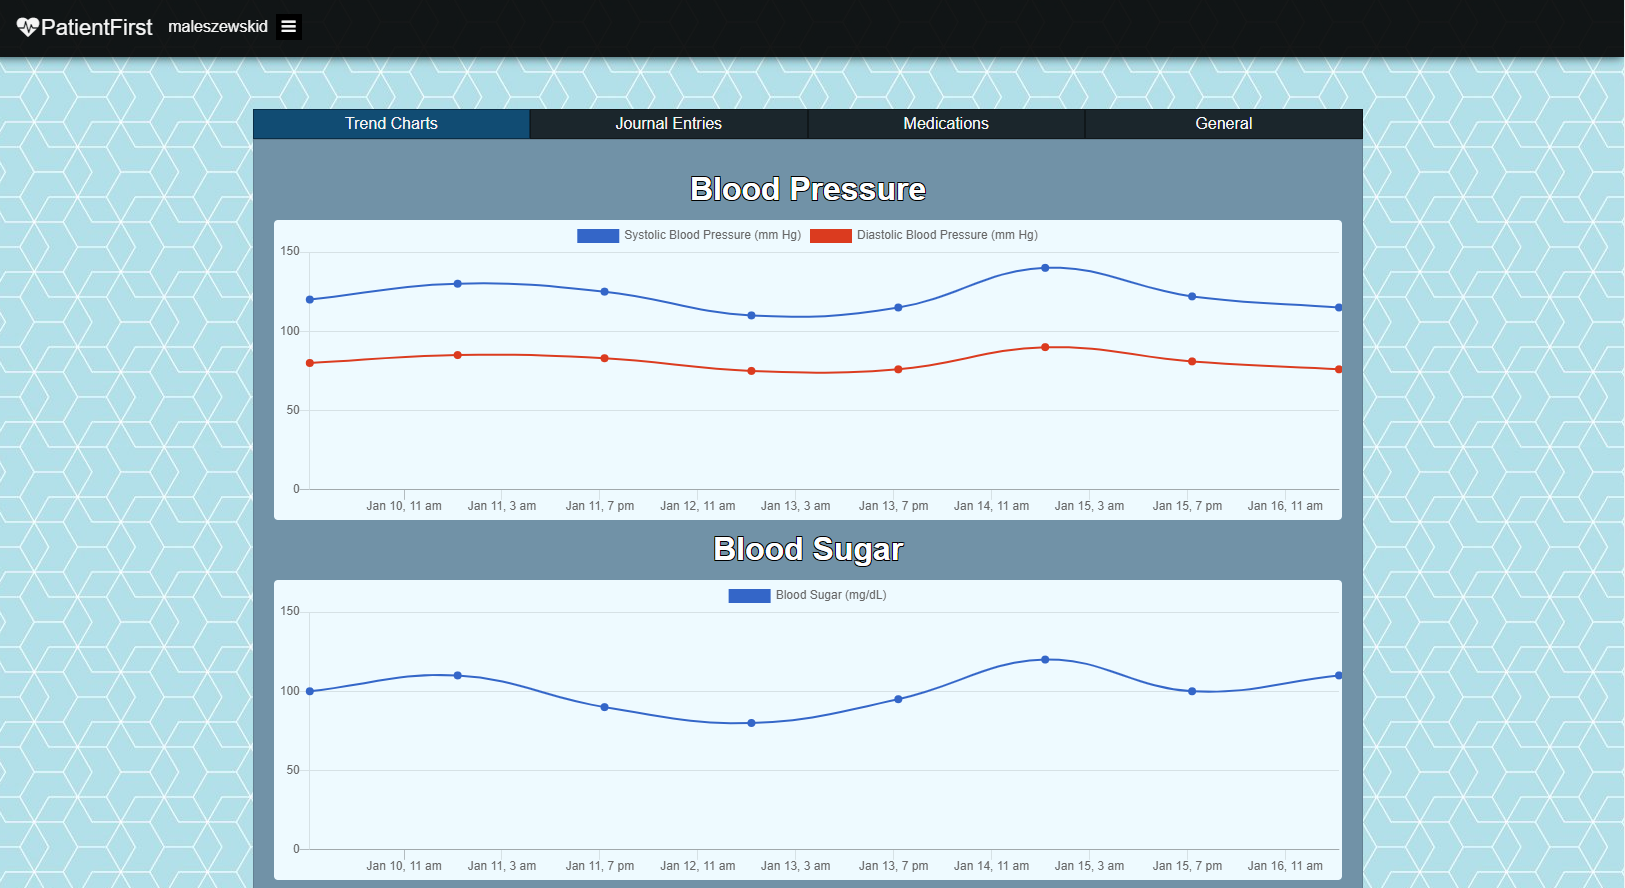 PatientFirst maleszewskid
Trend Charts Journal Entries Medications General
Blood Pressure
Systolic Blood Pressure (mm Hg) Diastolic Blood Pressure (mm Hg)
150
100
50
0
Jan 10, 11 am Jan 11, 3 am Jan 11, 7 pm Jan 12, 11 am Jan 13, 3 am Jan 13, 7 pm Jan 14, 11 am Jan 15, 3 am Jan 15, 7 pm Jan 16, 11 am
Blood Sugar
Blood Sugar (mg/dL)
150
100
50
0
Jan 10, 11 am Jan 11, 3 am Jan 11, 7 pm Jan 12, 11 am Jan 13, 3 am Jan 13, 7 pm Jan 14, 11 am Jan 15, 3 am Jan 15, 7 pm Jan 16, 11 am